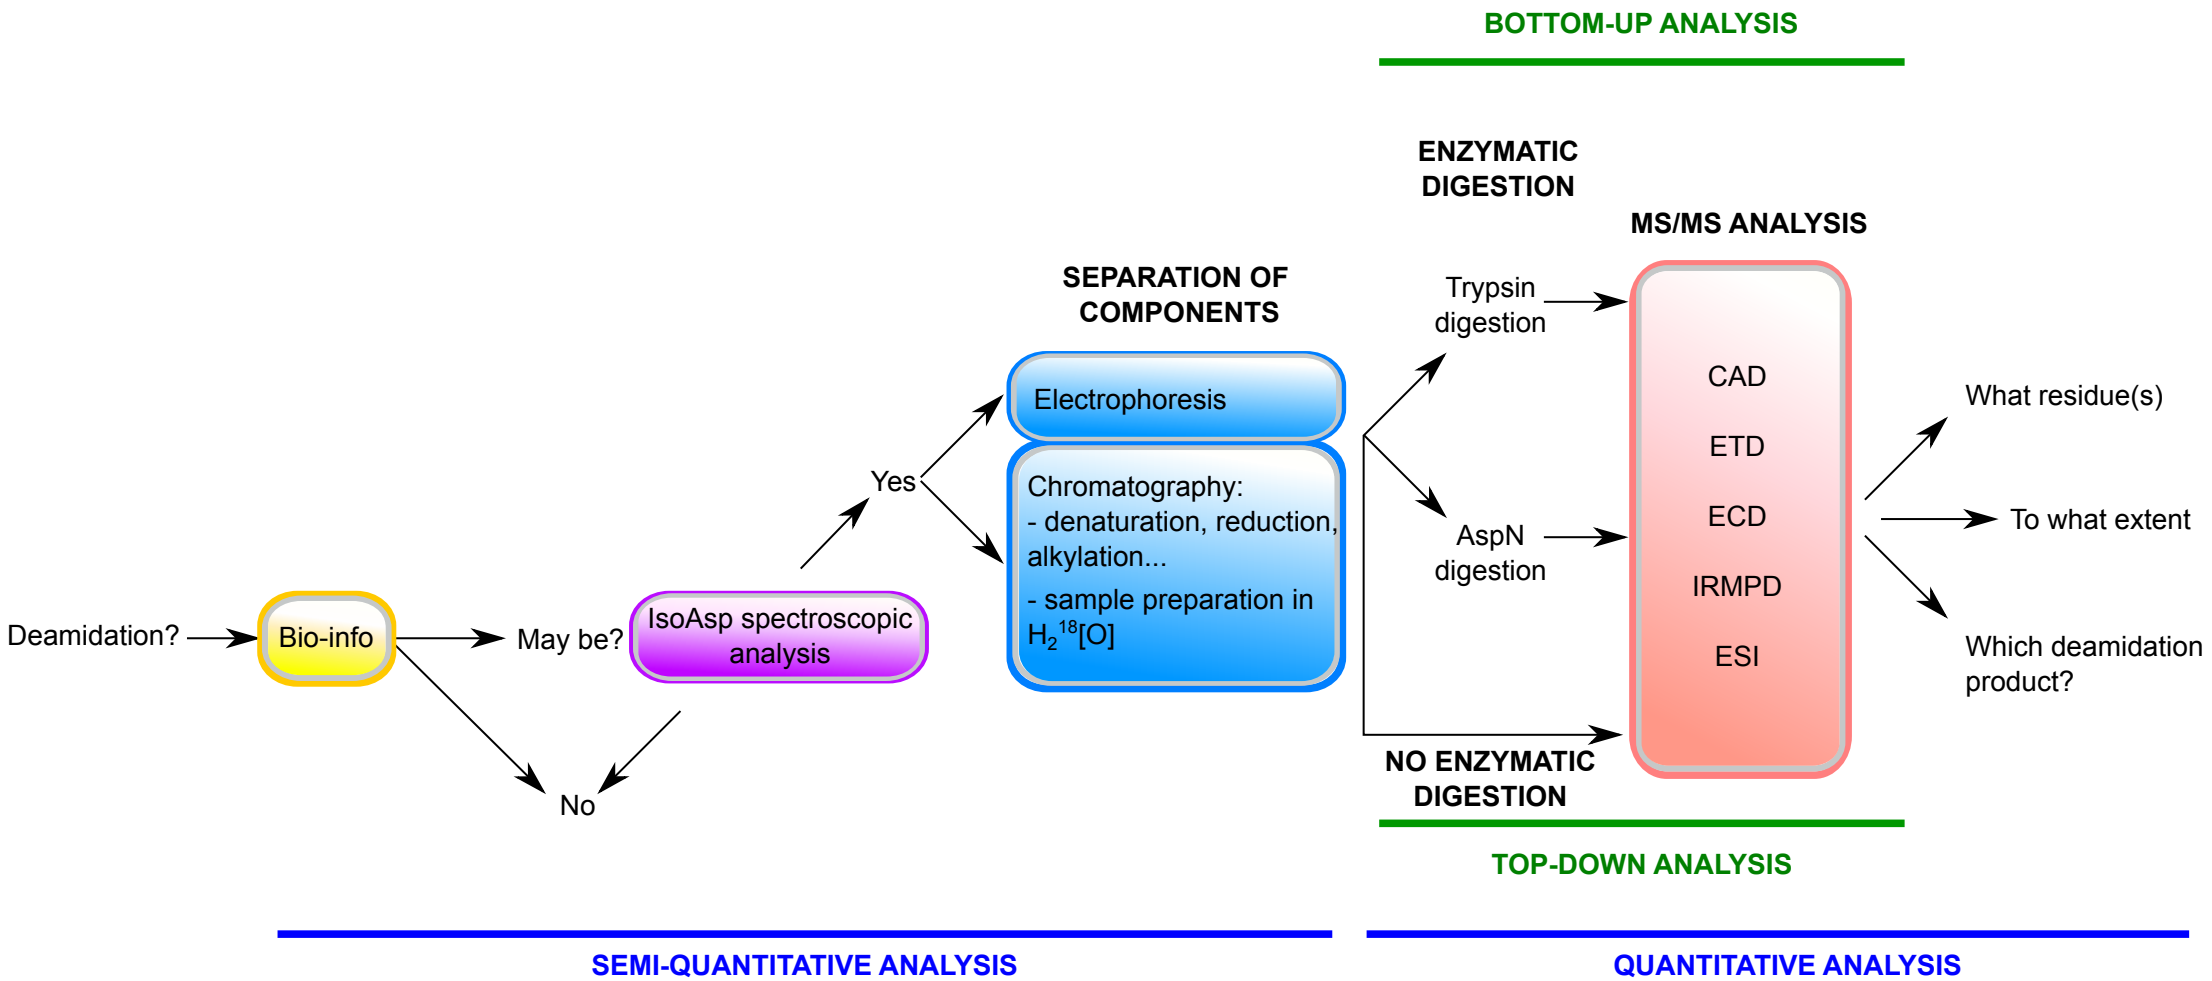 BOTTOM-UP ANALYSIS
ENZYMATIC
DIGESTION
MS/MS ANALYSIS
SEPARATION OF
COMPONENTS
Trypsin
digestion
Electrophoresis
CAD
ETD
ECD
IRMPD
ESI
What residue(s)
To what extent
Which deamidation
product?
Yes
Chromatography:
- denaturation, reduction,
alkylation...
- sample preparation in
H₂¹⁸[O]
AspN
digestion
Deamidation?
Bio-info
May be?
IsoAsp spectroscopic
analysis
No
NO ENZYMATIC
DIGESTION
TOP-DOWN ANALYSIS
SEMI-QUANTITATIVE ANALYSIS
QUANTITATIVE ANALYSIS